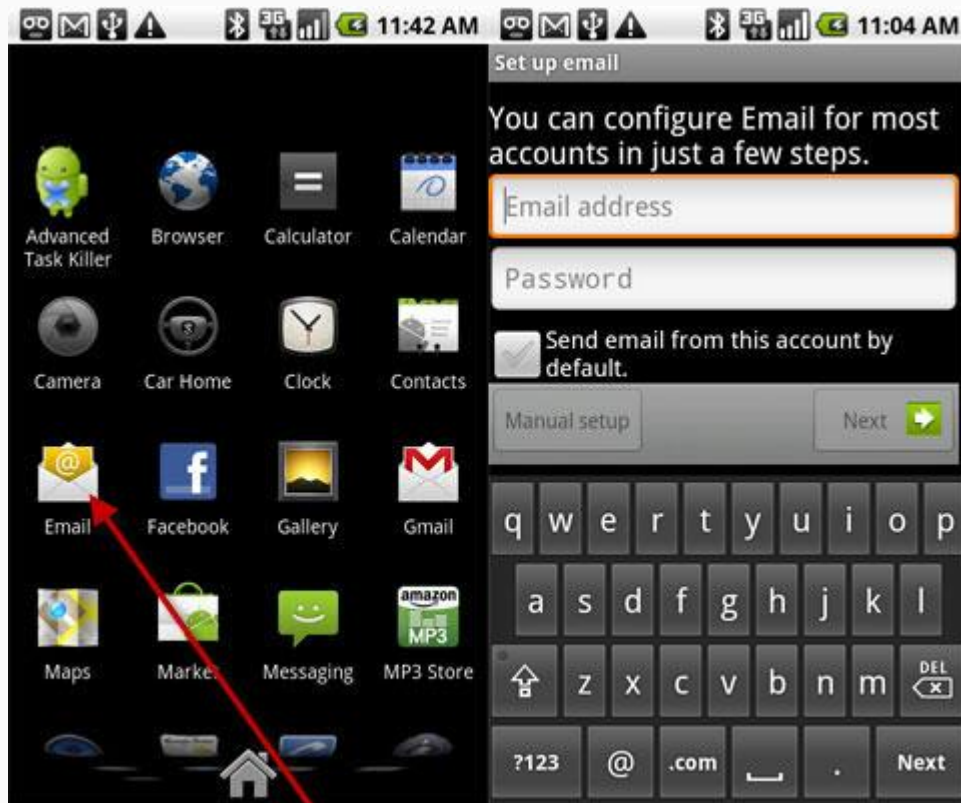 3G
11:42 AM
Advanced
Task Killer
Browser
Calculator
Calendar
Camera
Car Home
Clock
Contacts
@
Email
f
Facebook
Gallery
Gmail
Maps
Market
Messaging
amazon
MP3
MP3 Store
3G
11:04 AM
Set up email
You can configure Email for most
accounts in just a few steps.
Email address
Password
Send email from this account by
default.
Manual setup
Next
q w e r t y u i o p
a s d f g h j k l
z x c v b n m DEL
?123 @ .com . Next